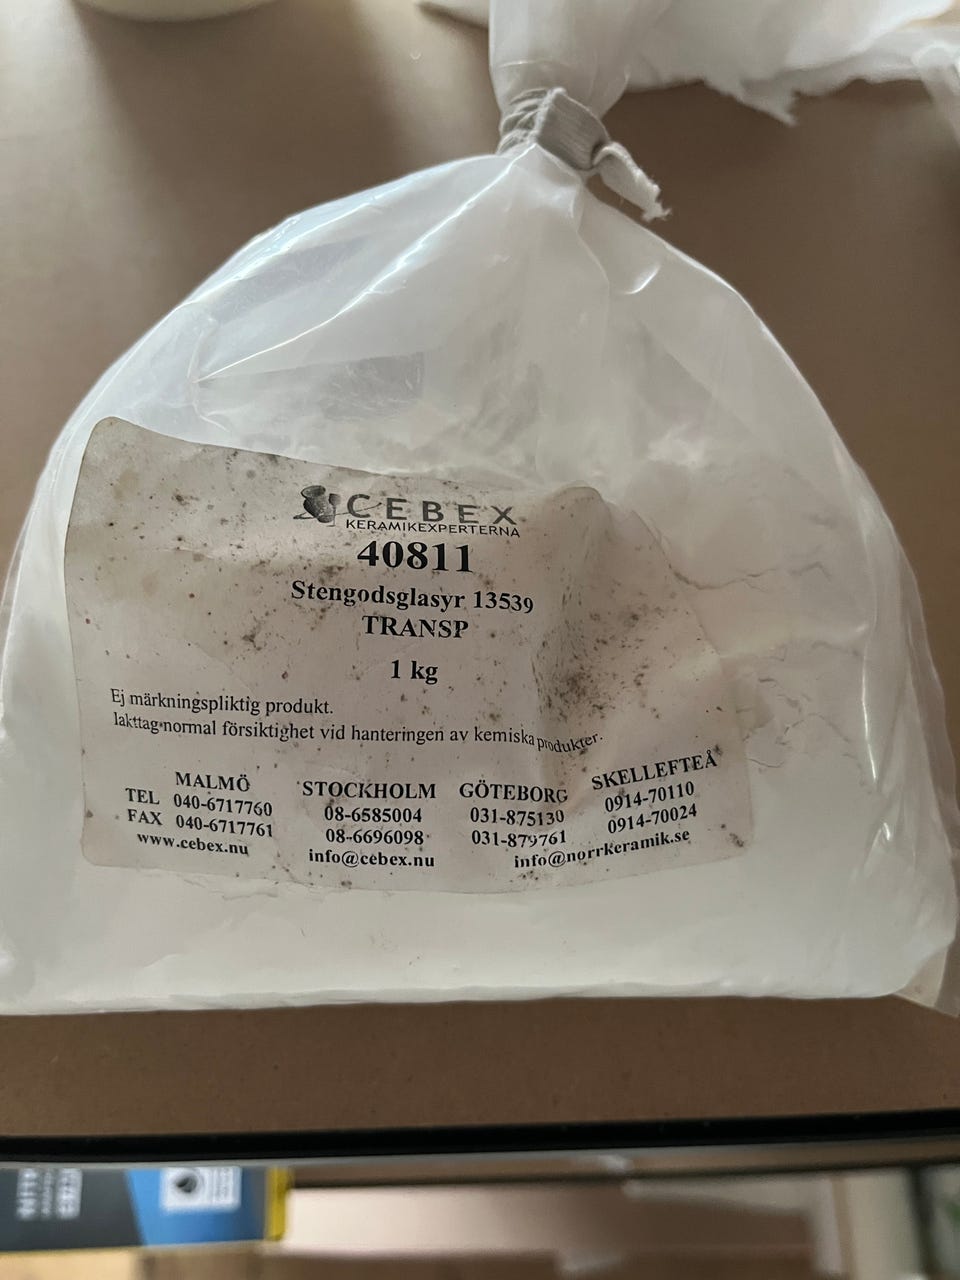 CEBEX
KERAMIKEXPERTERNA
40811
Stengodsglasyr 13539
TRANSP
1 kg
Ej märkningspliktig produkt.
Iakttag normal försiktighet vid hanteringen av kemiska produkter.
MALMÖ STOCKHOLM GÖTEBORG SKELLEFTEÅ
TEL 040-6717760 08-6585004 031-875130 0914-70110
FAX 040-6717761 08-6696098 031-879761 0914-70024
www.cebex.nu info@cebex.nu info@norrkeramik.se